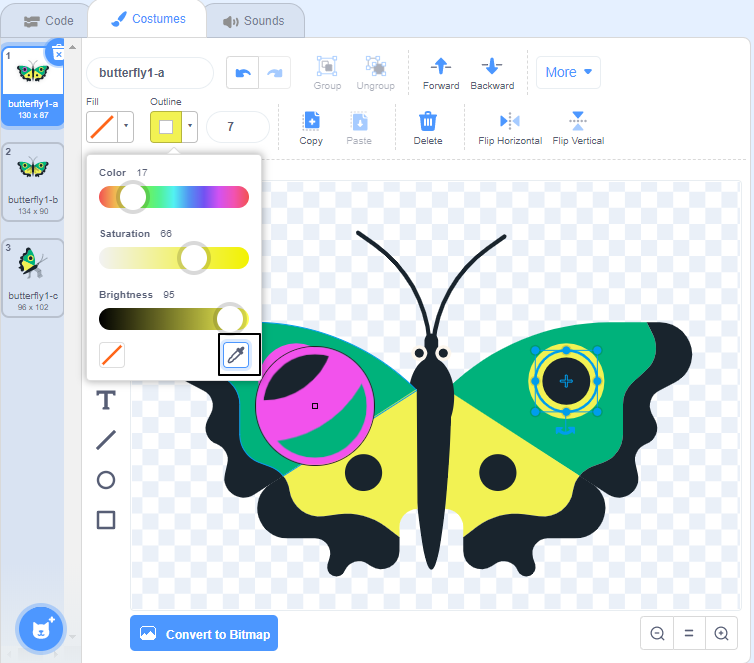 Code
Costumes
Sounds
1
butterfly1-a
130 x 87
2
butterfly1-b
134 x 90
3
butterfly1-c
96 x 102
butterfly1-a
Group
Ungroup
Forward
Backward
More
Fill
Outline
7
Copy
Paste
Delete
Flip Horizontal
Flip Vertical
Color 17
Saturation 66
Brightness 95
T
Convert to Bitmap